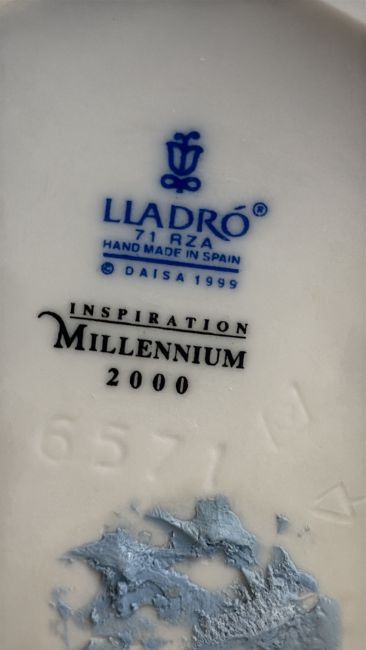 LLADRÓ®
71 RZA
HAND MADE IN SPAIN
© DAISA 1999
INSPIRATION
MILLENNIUM
2000
6571